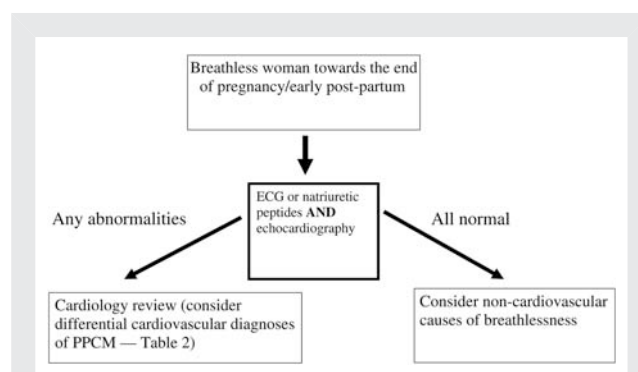 Breathless woman towards the end
of pregnancy/early post-partum
ECG or natriuretic
peptides AND
echocardiography
Any abnormalities
All normal
Cardiology review (consider
differential cardiovascular diagnoses
of PPCM — Table 2)
Consider non-cardiovascular
causes of breathlessness